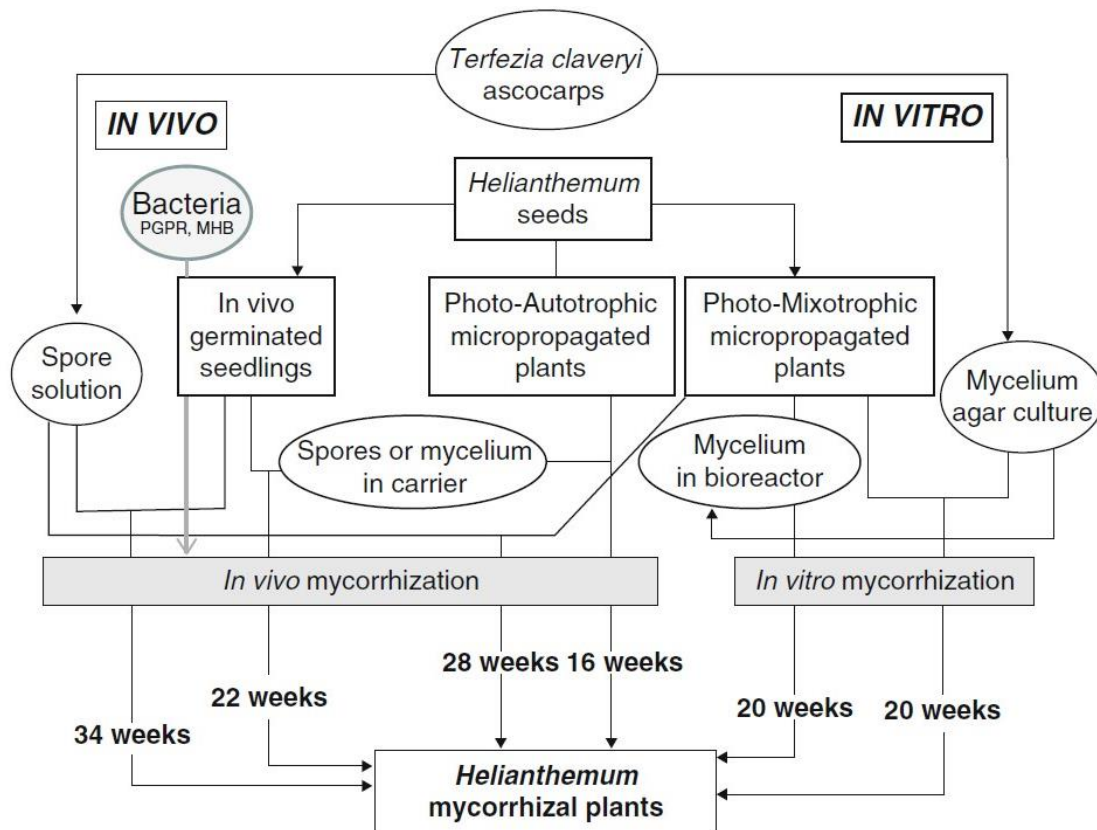 Terfezia claveryi
ascocarps
IN VIVO
IN VITRO
Helianthemum
seeds
Bacteria
PGPR, MHB
In vivo
germinated
seedlings
Photo-Autotrophic
micropropagated
plants
Photo-Mixotrophic
micropropagated
plants
Spore
solution
Mycelium
agar culture
Spores or mycelium
in carrier
Mycelium
in bioreactor
In vivo mycorrhization
In vitro mycorrhization
28 weeks
16 weeks
22 weeks
20 weeks
20 weeks
34 weeks
Helianthemum
mycorrhizal plants